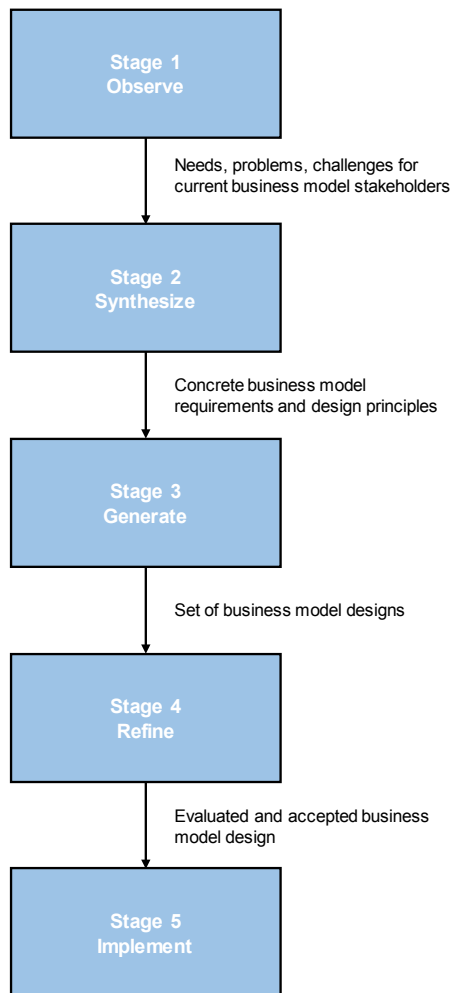 Stage 1
Observe
Needs, problems, challenges for
current business model stakeholders
Stage 2
Synthesize
Concrete business model
requirements and design principles
Stage 3
Generate
Set of business model designs
Stage 4
Refine
Evaluated and accepted business
model design
Stage 5
Implement